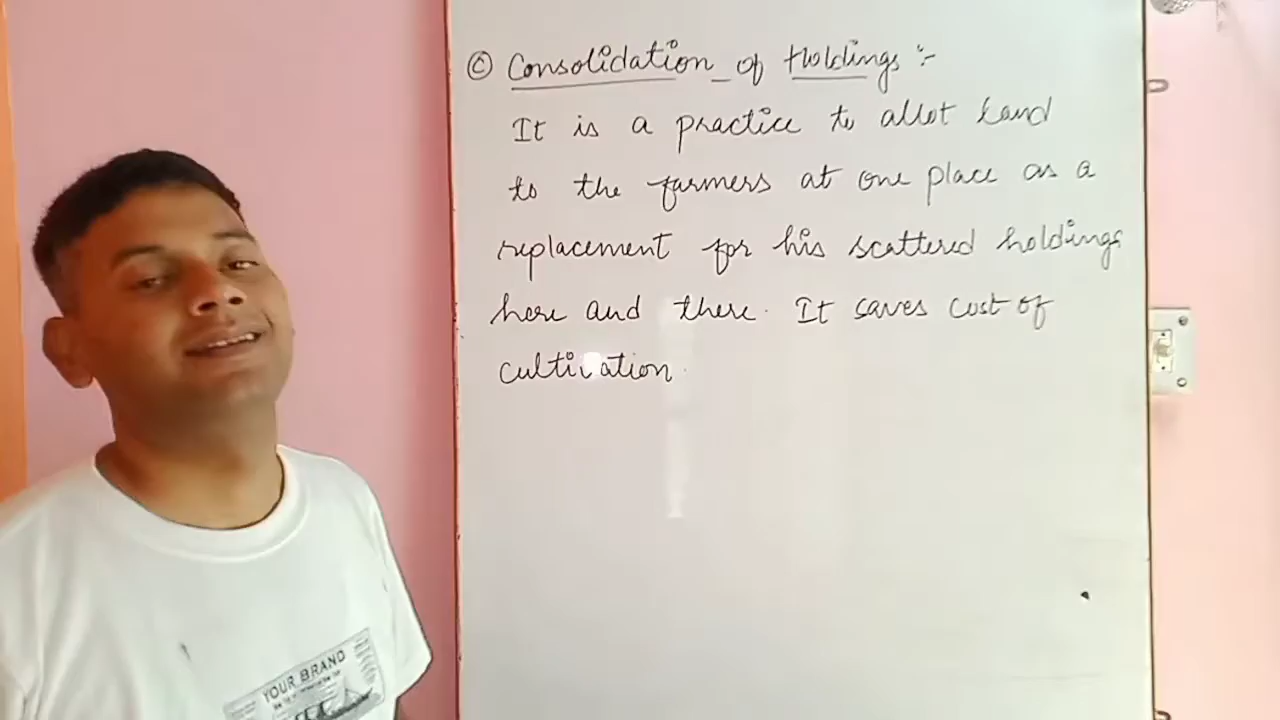 © Consolidation of Holdings :-
It is a practice to allot land
to the farmers at one place as a
replacement for his scattered holdings
here and there. It saves cost of
cultivation.
YOUR BRAND